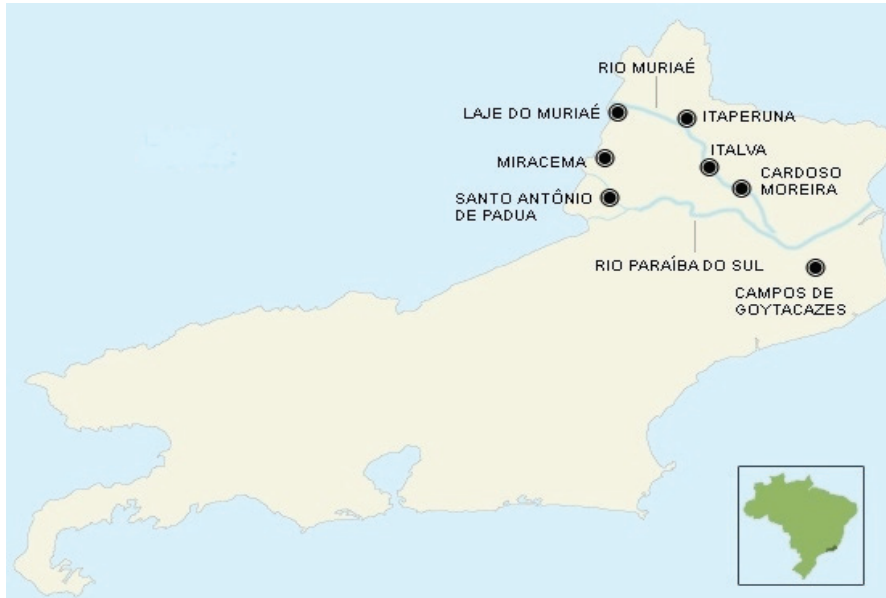 RIO MURIAÉ
LAJE DO MURIAÉ
ITAPERUNA
MIRACEMA
ITALVA
CARDOSO
MOREIRA
SANTO ANTÔNIO
DE PADUA
RIO PARAÍBA DO SUL
CAMPOS DE
GOYTACAZES